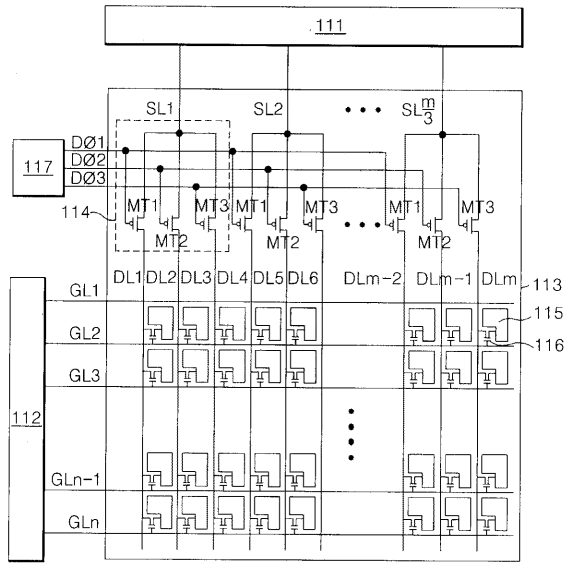 111
SL1 SL2 • • • SL m/3
DØ1
DØ2
117
DØ3
114
MT1 MT3 MT1 MT3 MT1 MT3
MT2 MT2 • • • MT2
DL1 DL2 DL3 DL4 DL5 DL6 DLm-2 DLm-1 DLm
113
GL1
115
GL2
116
GL3
112
GLn-1
GLn